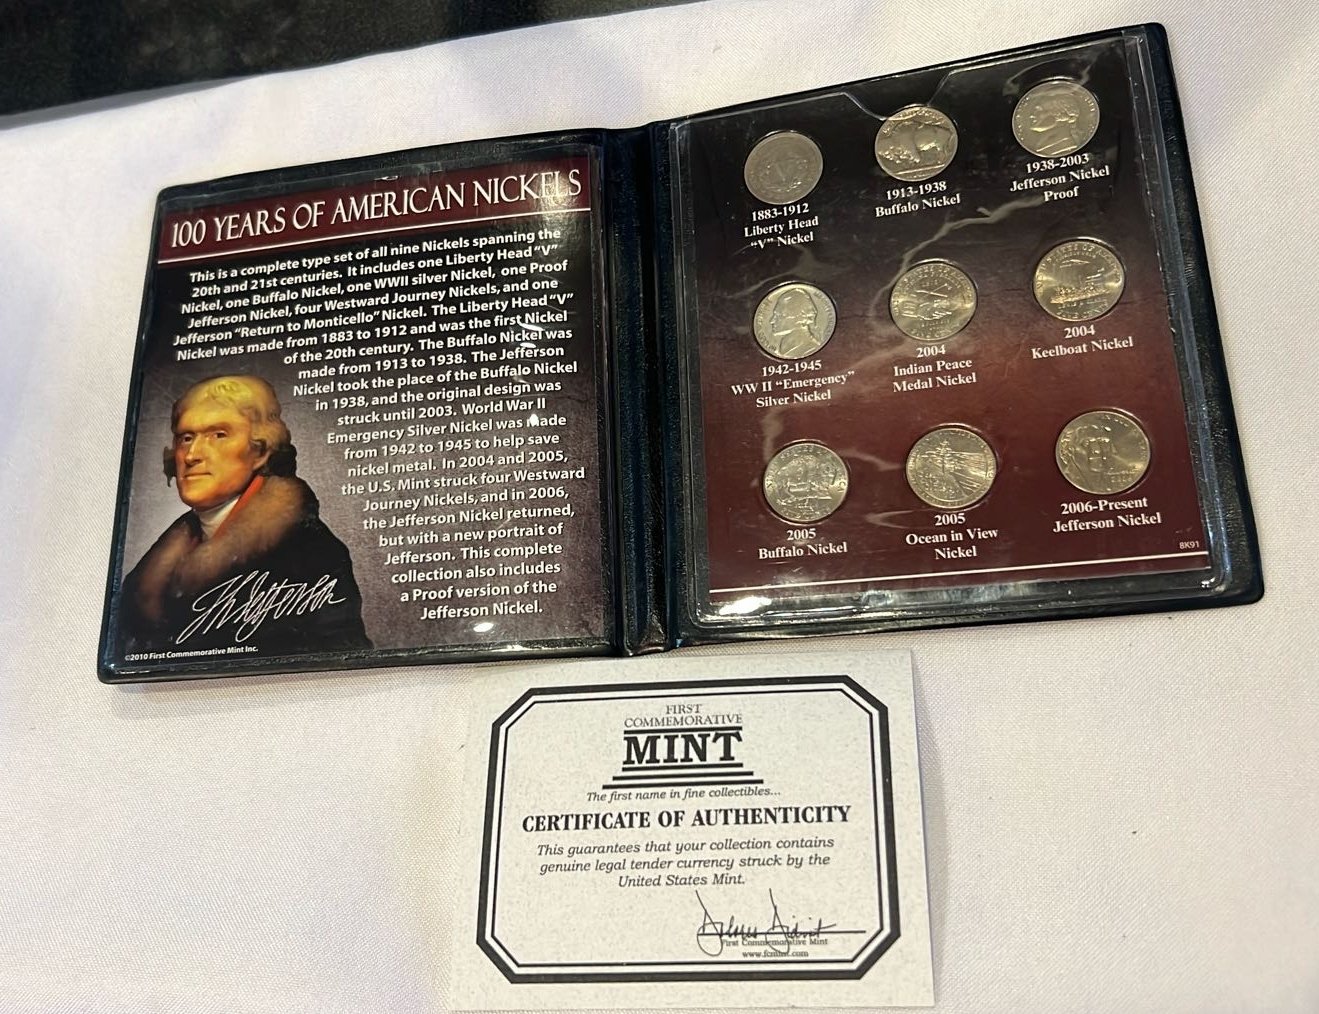 100 YEARS OF AMERICAN NICKELS
This is a complete type set of all nine Nickels spanning the
20th and 21st centuries. It includes one Liberty Head "V"
Nickel, one Buffalo Nickel, one WWII silver Nickel, one Proof
Jefferson Nickel, four Westward Journey Nickels, and one
Jefferson "Return to Monticello" Nickel. The Liberty Head "V"
Nickel was made from 1883 to 1912 and was the first Nickel
of the 20th century. The Buffalo Nickel was
made from 1913 to 1938. The Jefferson
Nickel took the place of the Buffalo Nickel
in 1938, and the original design was
struck until 2003. World War II
Emergency Silver Nickel was made
from 1942 to 1945 to help save
nickel metal. In 2004 and 2005,
the U.S. Mint struck four Westward
Journey Nickels, and in 2006,
the Jefferson Nickel returned,
but with a new portrait of
Jefferson. This complete
collection also includes
a Proof version of the
Jefferson Nickel.
Th Jefferson
©2010 First Commemorative Mint Inc.
1883-1912
Liberty Head
"V" Nickel
1913-1938
Buffalo Nickel
1938-2003
Jefferson Nickel
Proof
1942-1945
WW II "Emergency"
Silver Nickel
2004
Indian Peace
Medal Nickel
2004
Keelboat Nickel
2005
Buffalo Nickel
2005
Ocean in View
Nickel
2006-Present
Jefferson Nickel
8K91
FIRST
COMMEMORATIVE
MINT
The first name in fine collectibles...
CERTIFICATE OF AUTHENTICITY
This guarantees that your collection contains
genuine legal tender currency struck by the
United States Mint.
First Commemorative Mint
www.fcmint.com